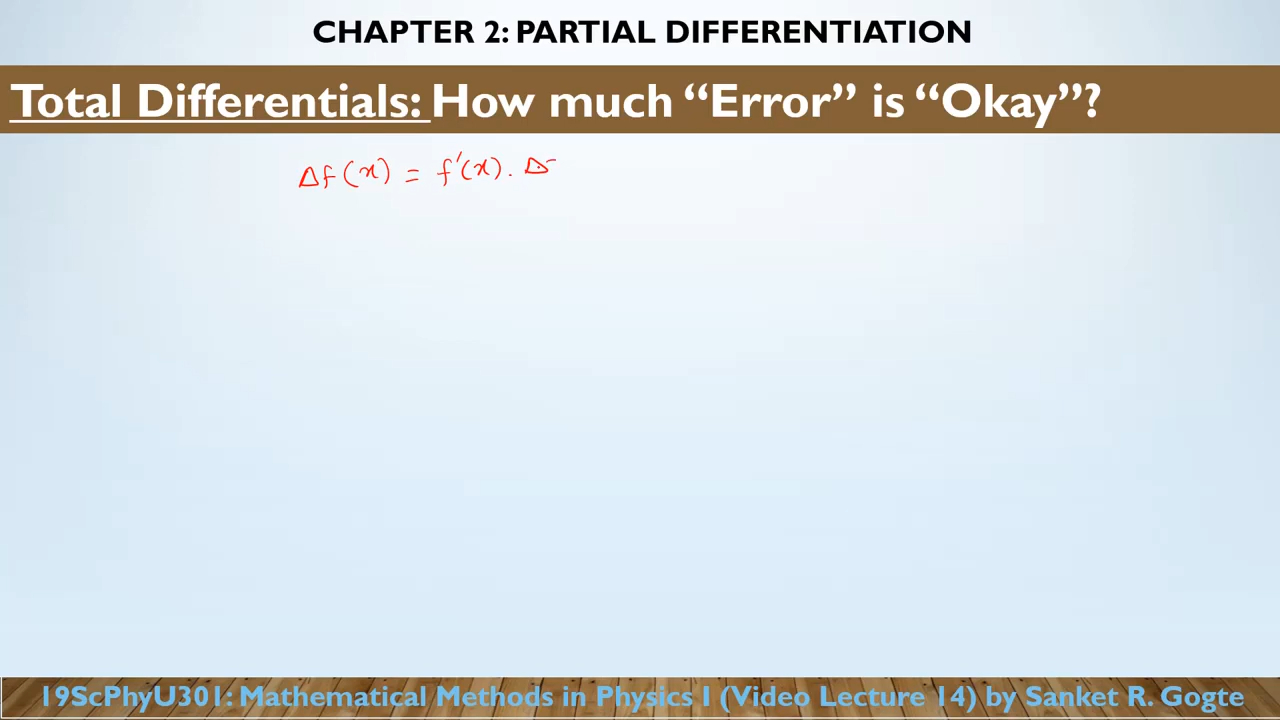 CHAPTER 2: PARTIAL DIFFERENTIATION
Total Differentials: How much “Error” is “Okay”?
Δf(x) = f'(x). Δ
19ScPhyU301: Mathematical Methods in Physics I (Video Lecture 14) by Sanket R. Gogte